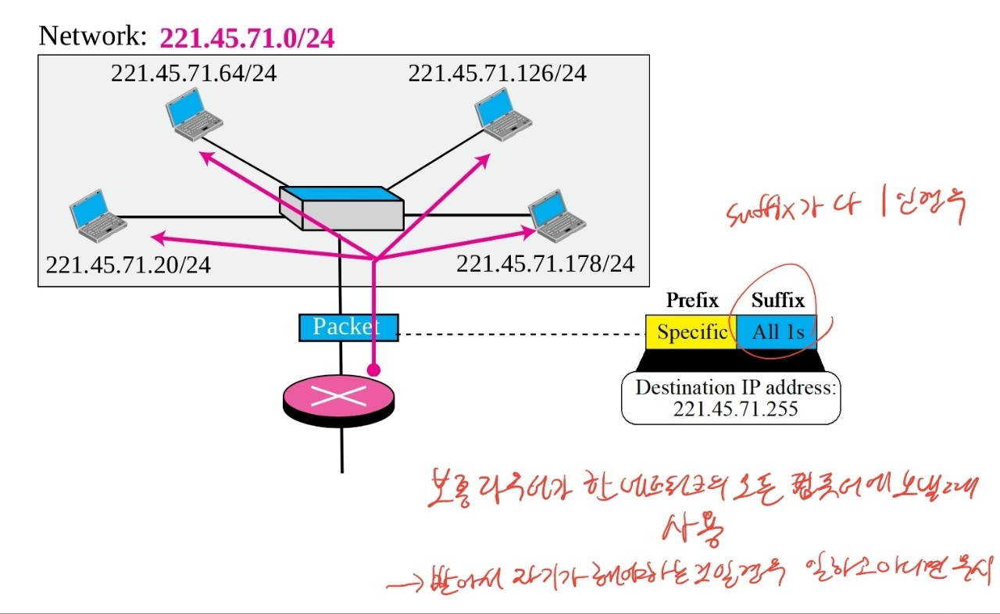 Network: 221.45.71.0/24
221.45.71.64/24
221.45.71.126/24
221.45.71.20/24
221.45.71.178/24
suffix가 다 1인경우
Prefix
Suffix
Packet
Specific
All 1s
Destination IP address:
221.45.71.255
보통 라우터가 한 네트워크의 모든 컴퓨터에 보낼때
사용
→ 받아서 자기가 해야하는것일경우 일하고 아니면 무시